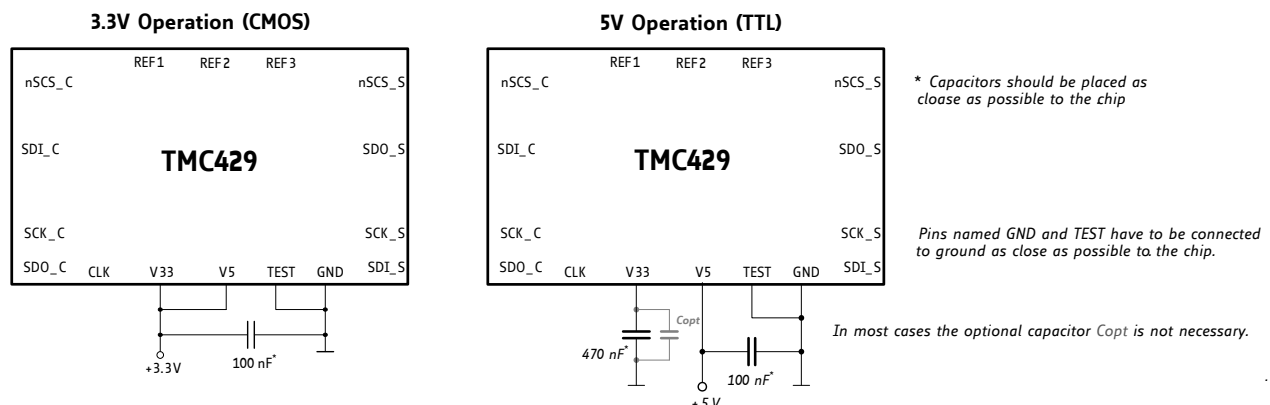 3.3V Operation (CMOS)
REF1 REF2 REF3
nSCS_C nSCS_S
SDI_C TMC429 SDO_S
SCK_C SCK_S
SDO_C CLK V33 V5 TEST GND SDI_S
100 nF*
+3.3V
5V Operation (TTL)
REF1 REF2 REF3
nSCS_C nSCS_S
SDI_C TMC429 SDO_S
SCK_C SCK_S
SDO_C CLK V33 V5 TEST GND SDI_S
Copt
470 nF*
100 nF*
+5V
* Capacitors should be placed as
cloase as possible to the chip
Pins named GND and TEST have to be connected
to ground as close as possible to the chip.
In most cases the optional capacitor Copt is not necessary.
.